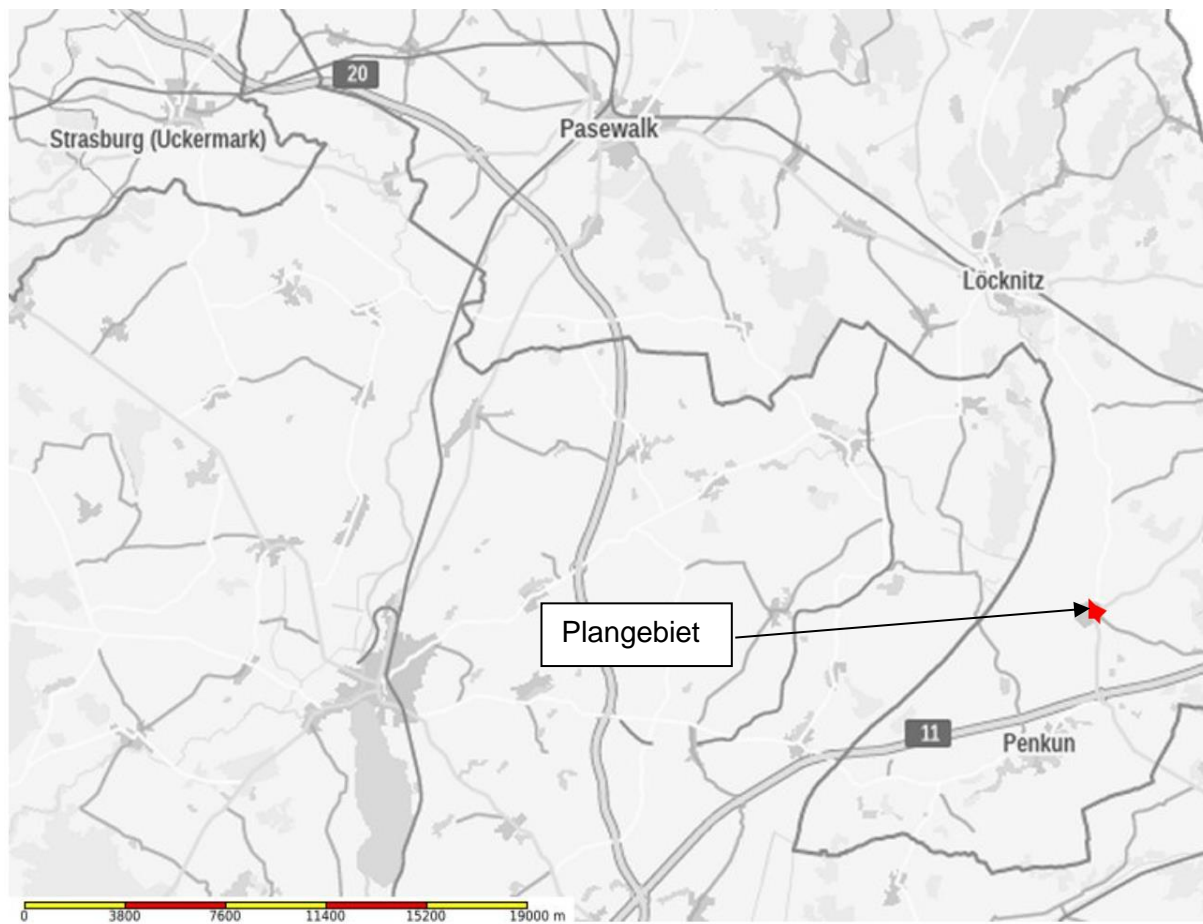 20
Strasburg (Uckermark)
Pasewalk
Löcknitz
Plangebiet
11
Penkun
0 3800 7600 11400 15200 19000 m